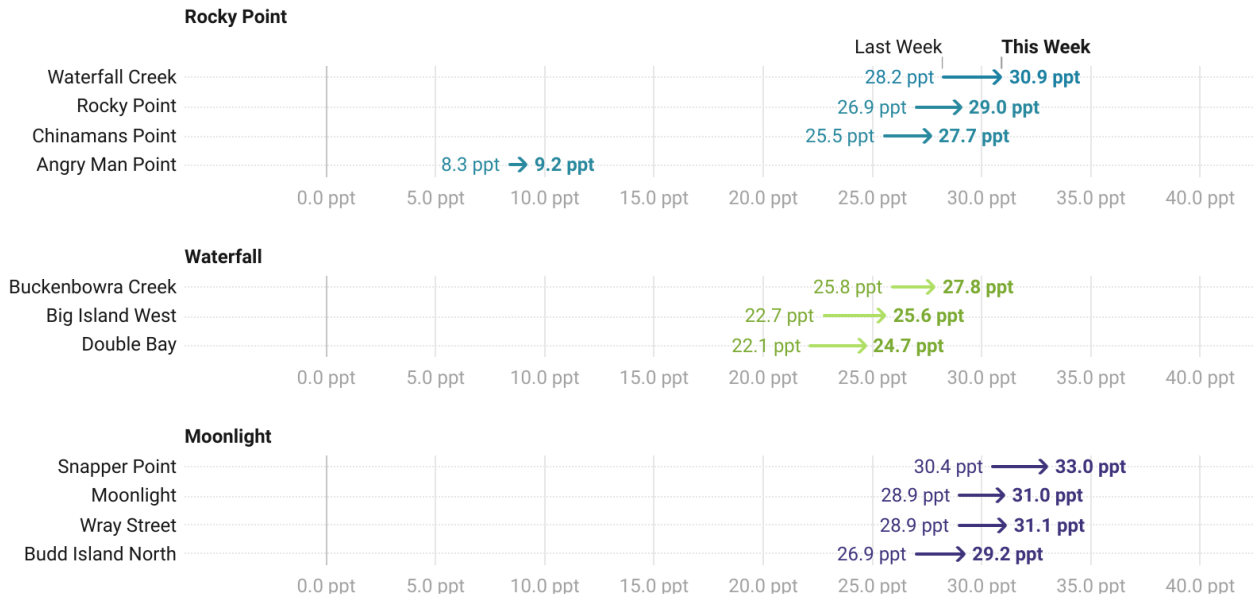 Rocky Point
Last Week This Week
Waterfall Creek 28.2 ppt 30.9 ppt
Rocky Point 26.9 ppt 29.0 ppt
Chinamans Point 25.5 ppt 27.7 ppt
Angry Man Point 8.3 ppt 9.2 ppt
0.0 ppt 5.0 ppt 10.0 ppt 15.0 ppt 20.0 ppt 25.0 ppt 30.0 ppt 35.0 ppt 40.0 ppt
Waterfall
Buckenbowra Creek 25.8 ppt 27.8 ppt
Big Island West 22.7 ppt 25.6 ppt
Double Bay 22.1 ppt 24.7 ppt
0.0 ppt 5.0 ppt 10.0 ppt 15.0 ppt 20.0 ppt 25.0 ppt 30.0 ppt 35.0 ppt 40.0 ppt
Moonlight
Snapper Point 30.4 ppt 33.0 ppt
Moonlight 28.9 ppt 31.0 ppt
Wray Street 28.9 ppt 31.1 ppt
Budd Island North 26.9 ppt 29.2 ppt
0.0 ppt 5.0 ppt 10.0 ppt 15.0 ppt 20.0 ppt 25.0 ppt 30.0 ppt 35.0 ppt 40.0 ppt